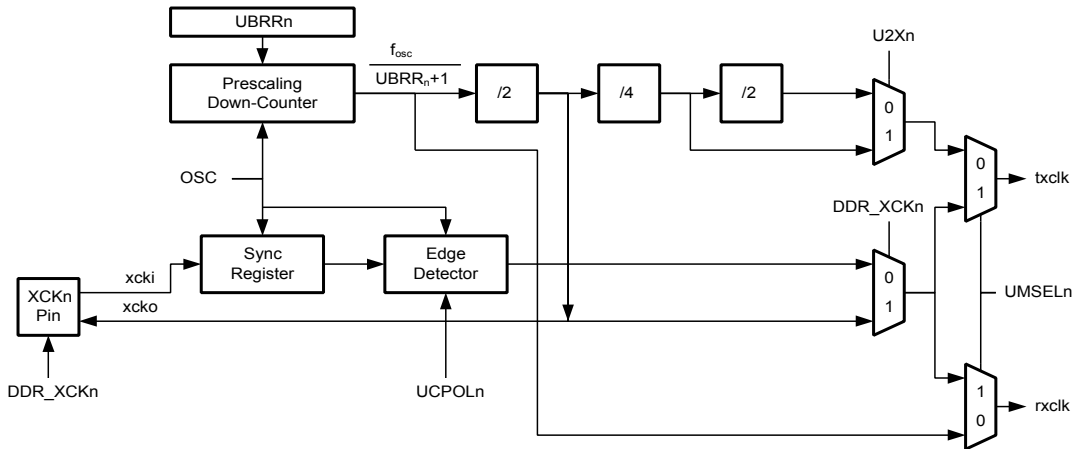 UBRRn
Prescaling
Down-Counter
fosc
UBRRn+1
/2
/4
/2
U2Xn
0
1
OSC
0
1
txclk
DDR_XCKn
Sync
Register
Edge
Detector
xcki
XCKn
Pin
xcko
0
1
UMSELn
DDR_XCKn
UCPOLn
1
0
rxclk